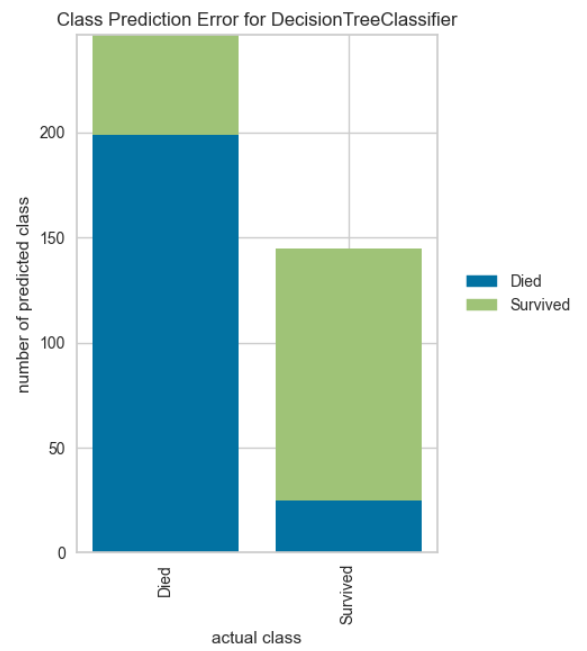 Class Prediction Error for DecisionTreeClassifier
number of predicted class
200
150
100
50
0
Died
Survived
actual class
Died
Survived